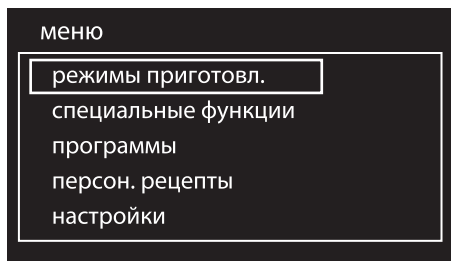 меню
режимы приготовл.
специальные функции
программы
персон. рецепты
настройки